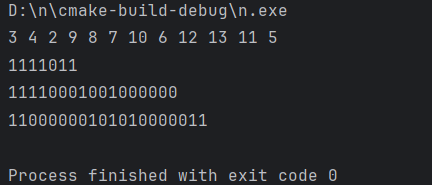 D:\n\cmake-build-debug\n.exe
3 4 2 9 8 7 10 6 12 13 11 5
1111011
11110001001000000
11000000101010000011
Process finished with exit code 0